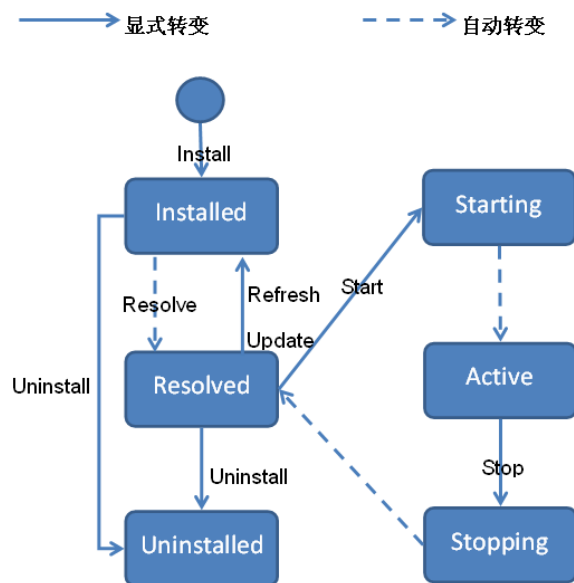 显式转变
自动转变
Install
Installed
Starting
Resolve
Refresh
Start
Update
Uninstall
Resolved
Active
Uninstall
Stop
Uninstalled
Stopping